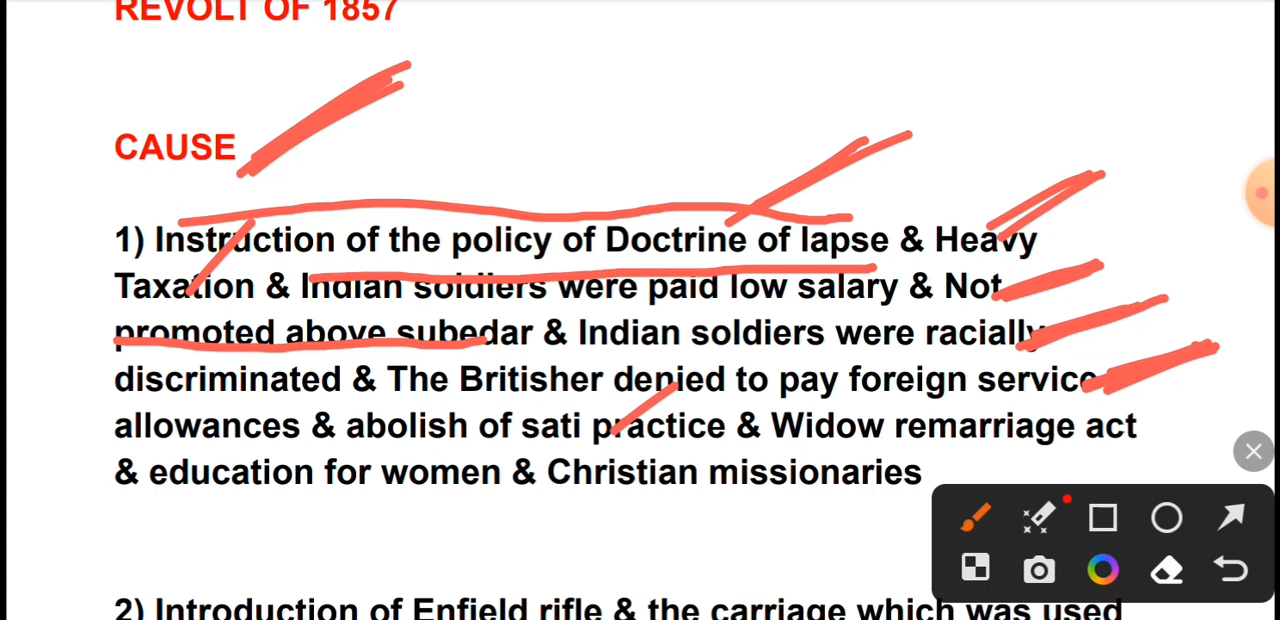 REVOLT OF 1857
CAUSE
1) Instruction of the policy of Doctrine of lapse & Heavy
Taxation & Indian soldiers were paid low salary & Not
promoted above subedar & Indian soldiers were racially
discriminated & The Britisher denied to pay foreign service
allowances & abolish of sati practice & Widow remarriage act
& education for women & Christian missionaries
2) Introduction of Enfield rifle & the carriage which was used